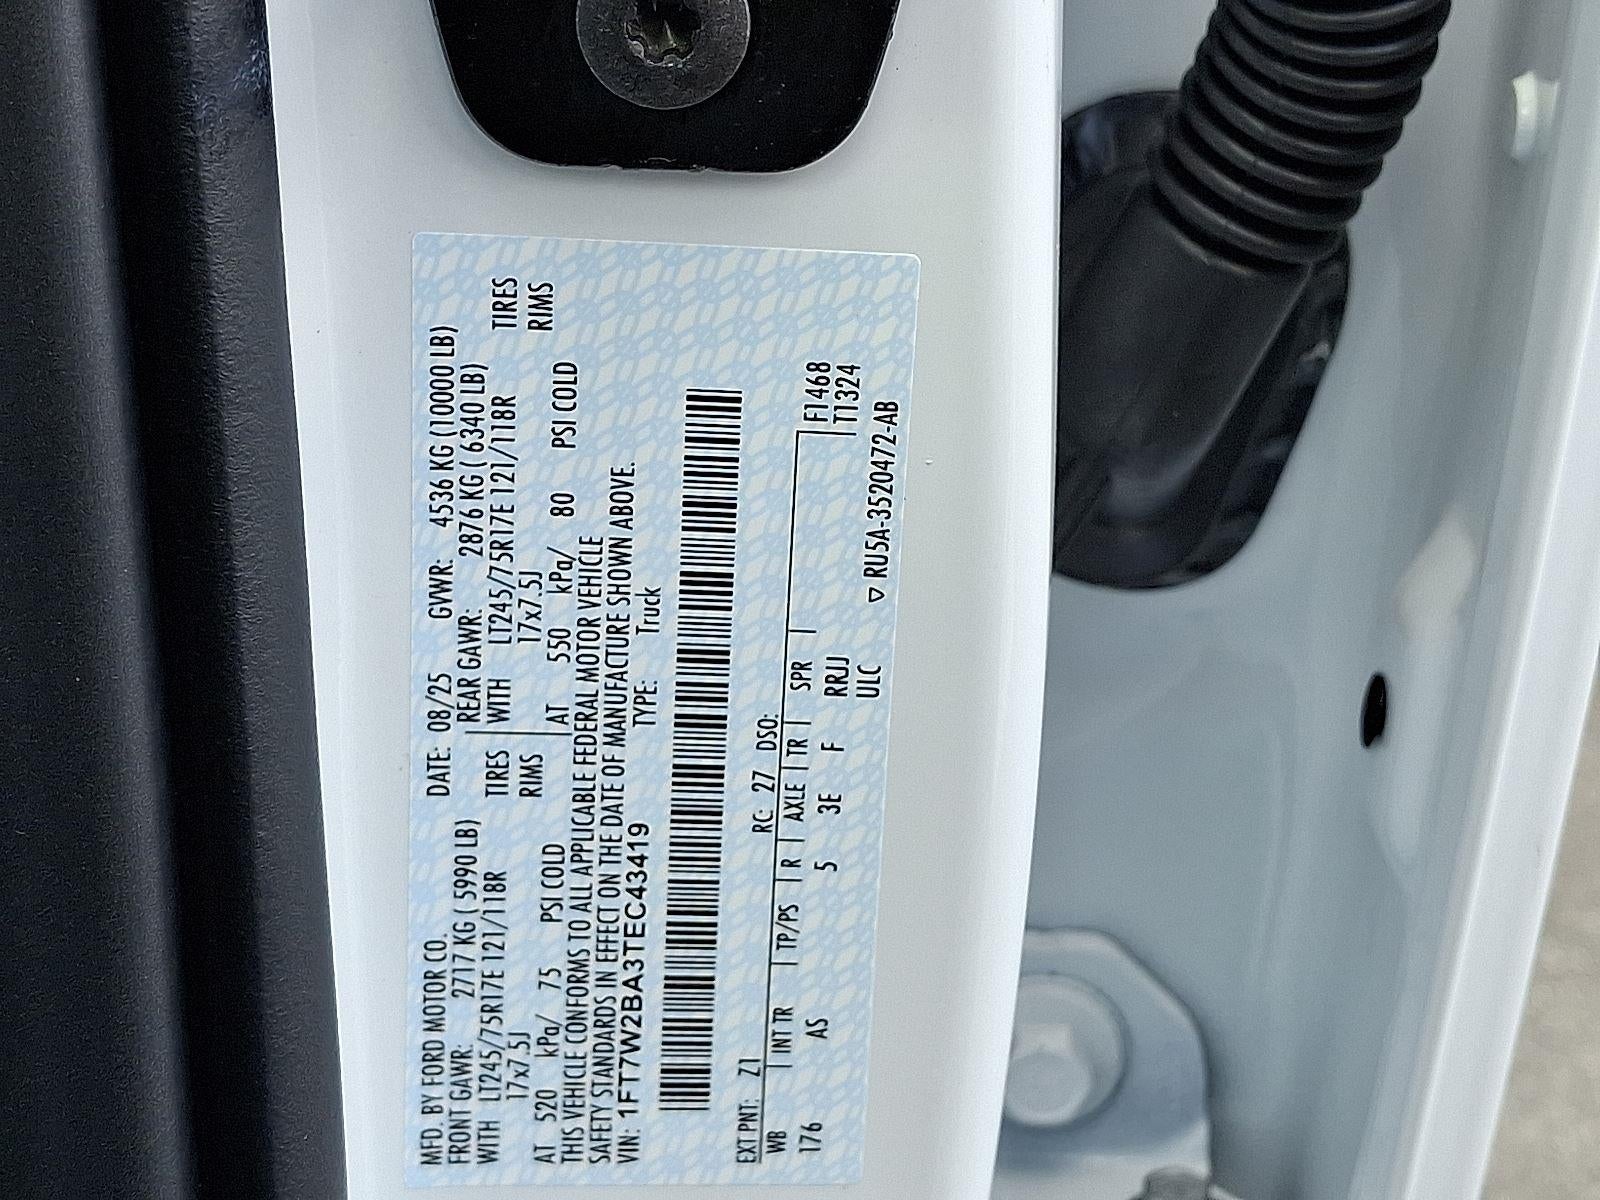 MFD. BY FORD MOTOR CO. DATE: 08/25 GVWR: 4536 KG (10000 LB)
FRONT GAWR: 2717 KG ( 5990 LB) REAR GAWR: 2876 KG ( 6340 LB)
WITH LT245/75R17E 121/118R TIRES WITH LT245/75R17E 121/118R TIRES
17x7.5J RIMS 17x7.5J RIMS
AT 520 kPa/ 75 PSI COLD AT 550 kPa/ 80 PSI COLD
THIS VEHICLE CONFORMS TO ALL APPLICABLE FEDERAL MOTOR VEHICLE
SAFETY STANDARDS IN EFFECT ON THE DATE OF MANUFACTURE SHOWN ABOVE.
VIN: 1FT7W2BA3TEC43419 TYPE: Truck
EXT PNT: Z1 RC: 27 DSO:
WB | INT TR | TP/PS | R | AXLE | TR | SPR | F1468
176 AS 5 3E F RRJJ T1324
ULC
▽ RU5A-3520472-AB